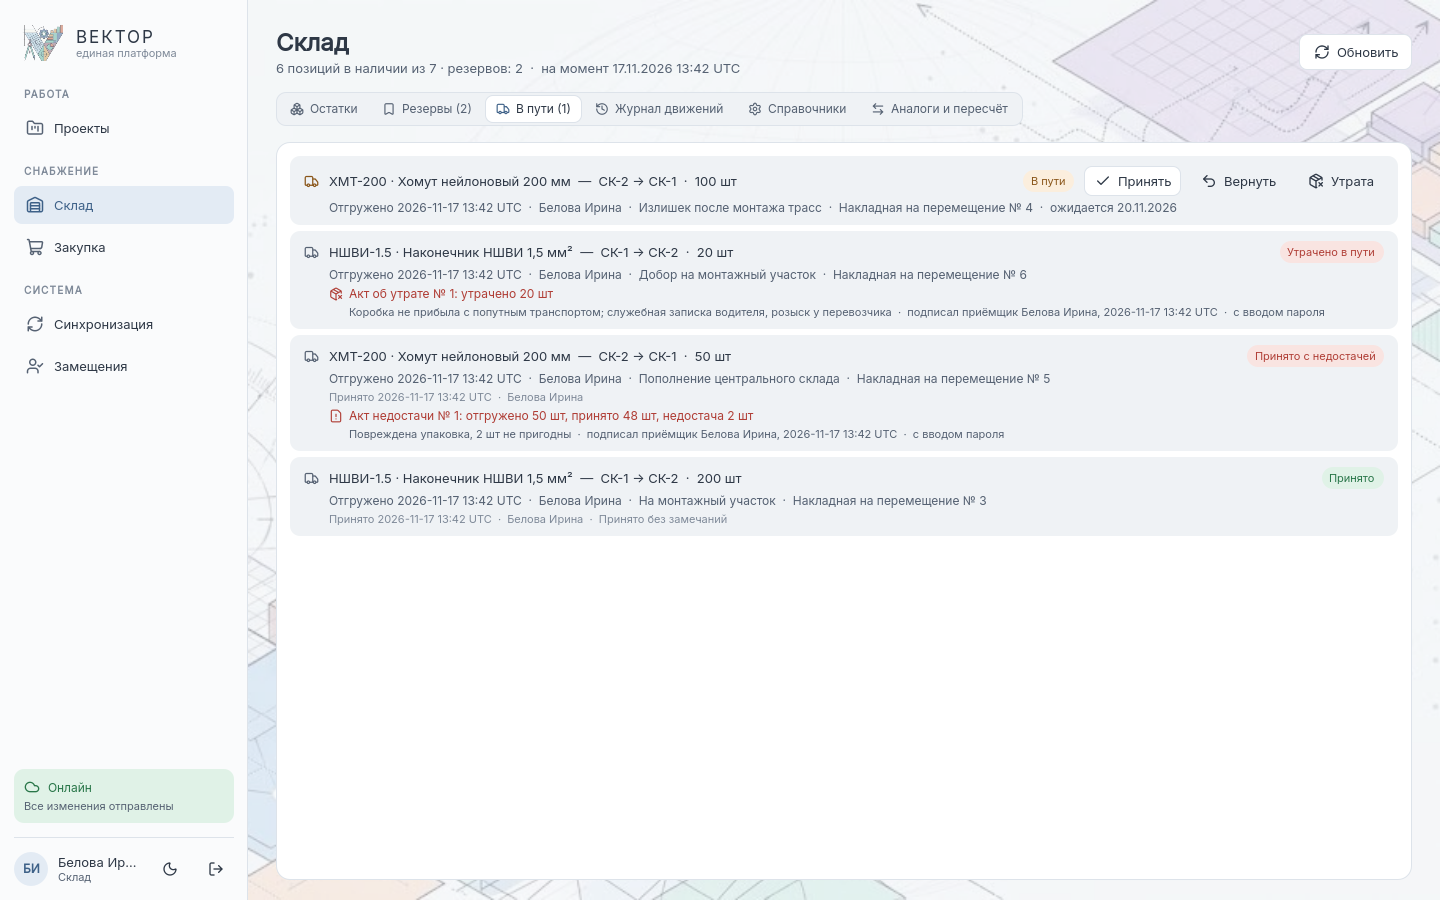 ВЕКТОР
единая платформа
РАБОТА
Проекты
СНАБЖЕНИЕ
Склад
Закупка
СИСТЕМА
Синхронизация
Замещения
Онлайн
Все изменения отправлены
БИ
Белова Ир...
Склад
Склад
6 позиций в наличии из 7 · резервов: 2 · на момент 17.11.2026 13:42 UTC
Обновить
Остатки
Резервы (2)
В пути (1)
Журнал движений
Справочники
Аналоги и пересчёт
ХМТ-200 · Хомут нейлоновый 200 мм — СК-2 → СК-1 · 100 шт
В пути
Принять
Вернуть
Утрата
Отгружено 2026-11-17 13:42 UTC · Белова Ирина · Излишек после монтажа трасс · Накладная на перемещение № 4 · ожидается 20.11.2026
НШВИ-1.5 · Наконечник НШВИ 1,5 мм² — СК-1 → СК-2 · 20 шт
Утрачено в пути
Отгружено 2026-11-17 13:42 UTC · Белова Ирина · Добор на монтажный участок · Накладная на перемещение № 6
Акт об утрате № 1: утрачено 20 шт
Коробка не прибыла с попутным транспортом; служебная записка водителя, розыск у перевозчика · подписал приёмщик Белова Ирина, 2026-11-17 13:42 UTC · с вводом пароля
ХМТ-200 · Хомут нейлоновый 200 мм — СК-2 → СК-1 · 50 шт
Принято с недостачей
Отгружено 2026-11-17 13:42 UTC · Белова Ирина · Пополнение центрального склада · Накладная на перемещение № 5
Принято 2026-11-17 13:42 UTC · Белова Ирина
Акт недостачи № 1: отгружено 50 шт, принято 48 шт, недостача 2 шт
Повреждена упаковка, 2 шт не пригодны · подписал приёмщик Белова Ирина, 2026-11-17 13:42 UTC · с вводом пароля
НШВИ-1.5 · Наконечник НШВИ 1,5 мм² — СК-1 → СК-2 · 200 шт
Принято
Отгружено 2026-11-17 13:42 UTC · Белова Ирина · На монтажный участок · Накладная на перемещение № 3
Принято 2026-11-17 13:42 UTC · Белова Ирина · Принято без замечаний